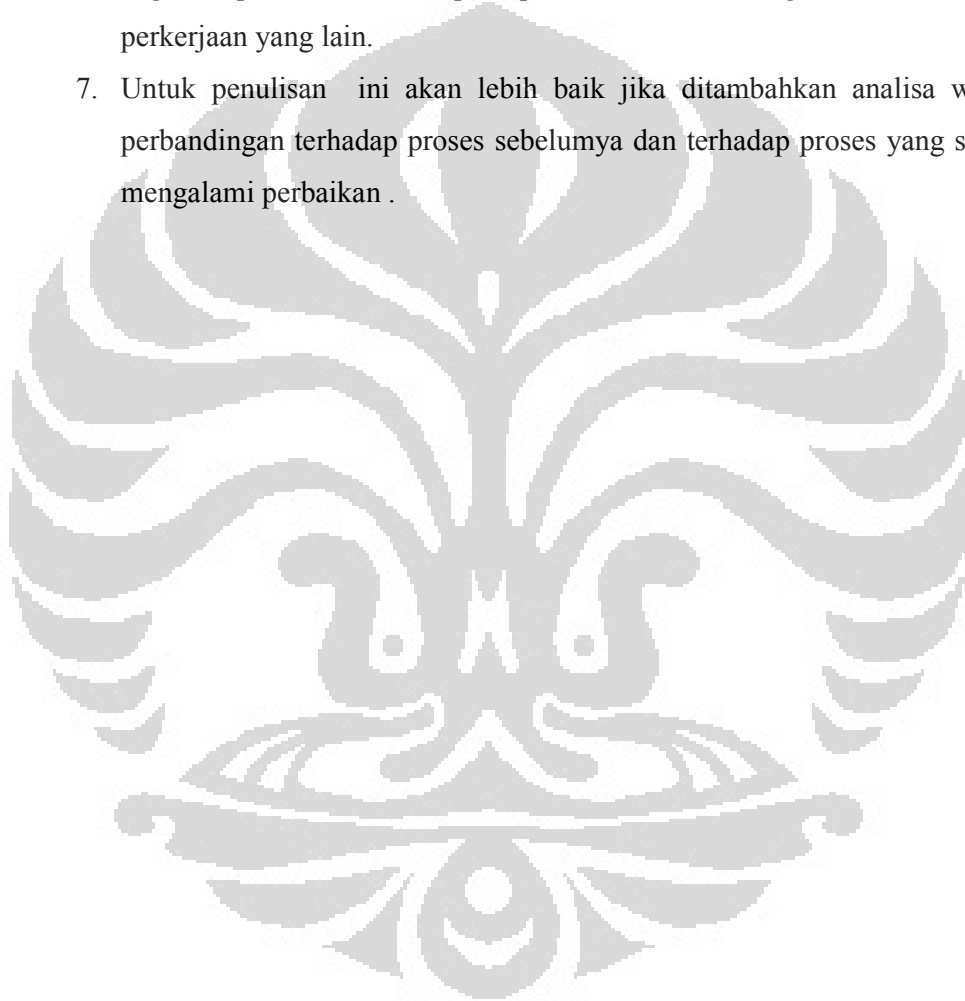 perkerjaan yang lain.
7. Untuk penulisan ini akan lebih baik jika ditambahkan analisa
perbandingan terhadap proses sebelumya dan terhadap proses yang
mengalami perbaikan .